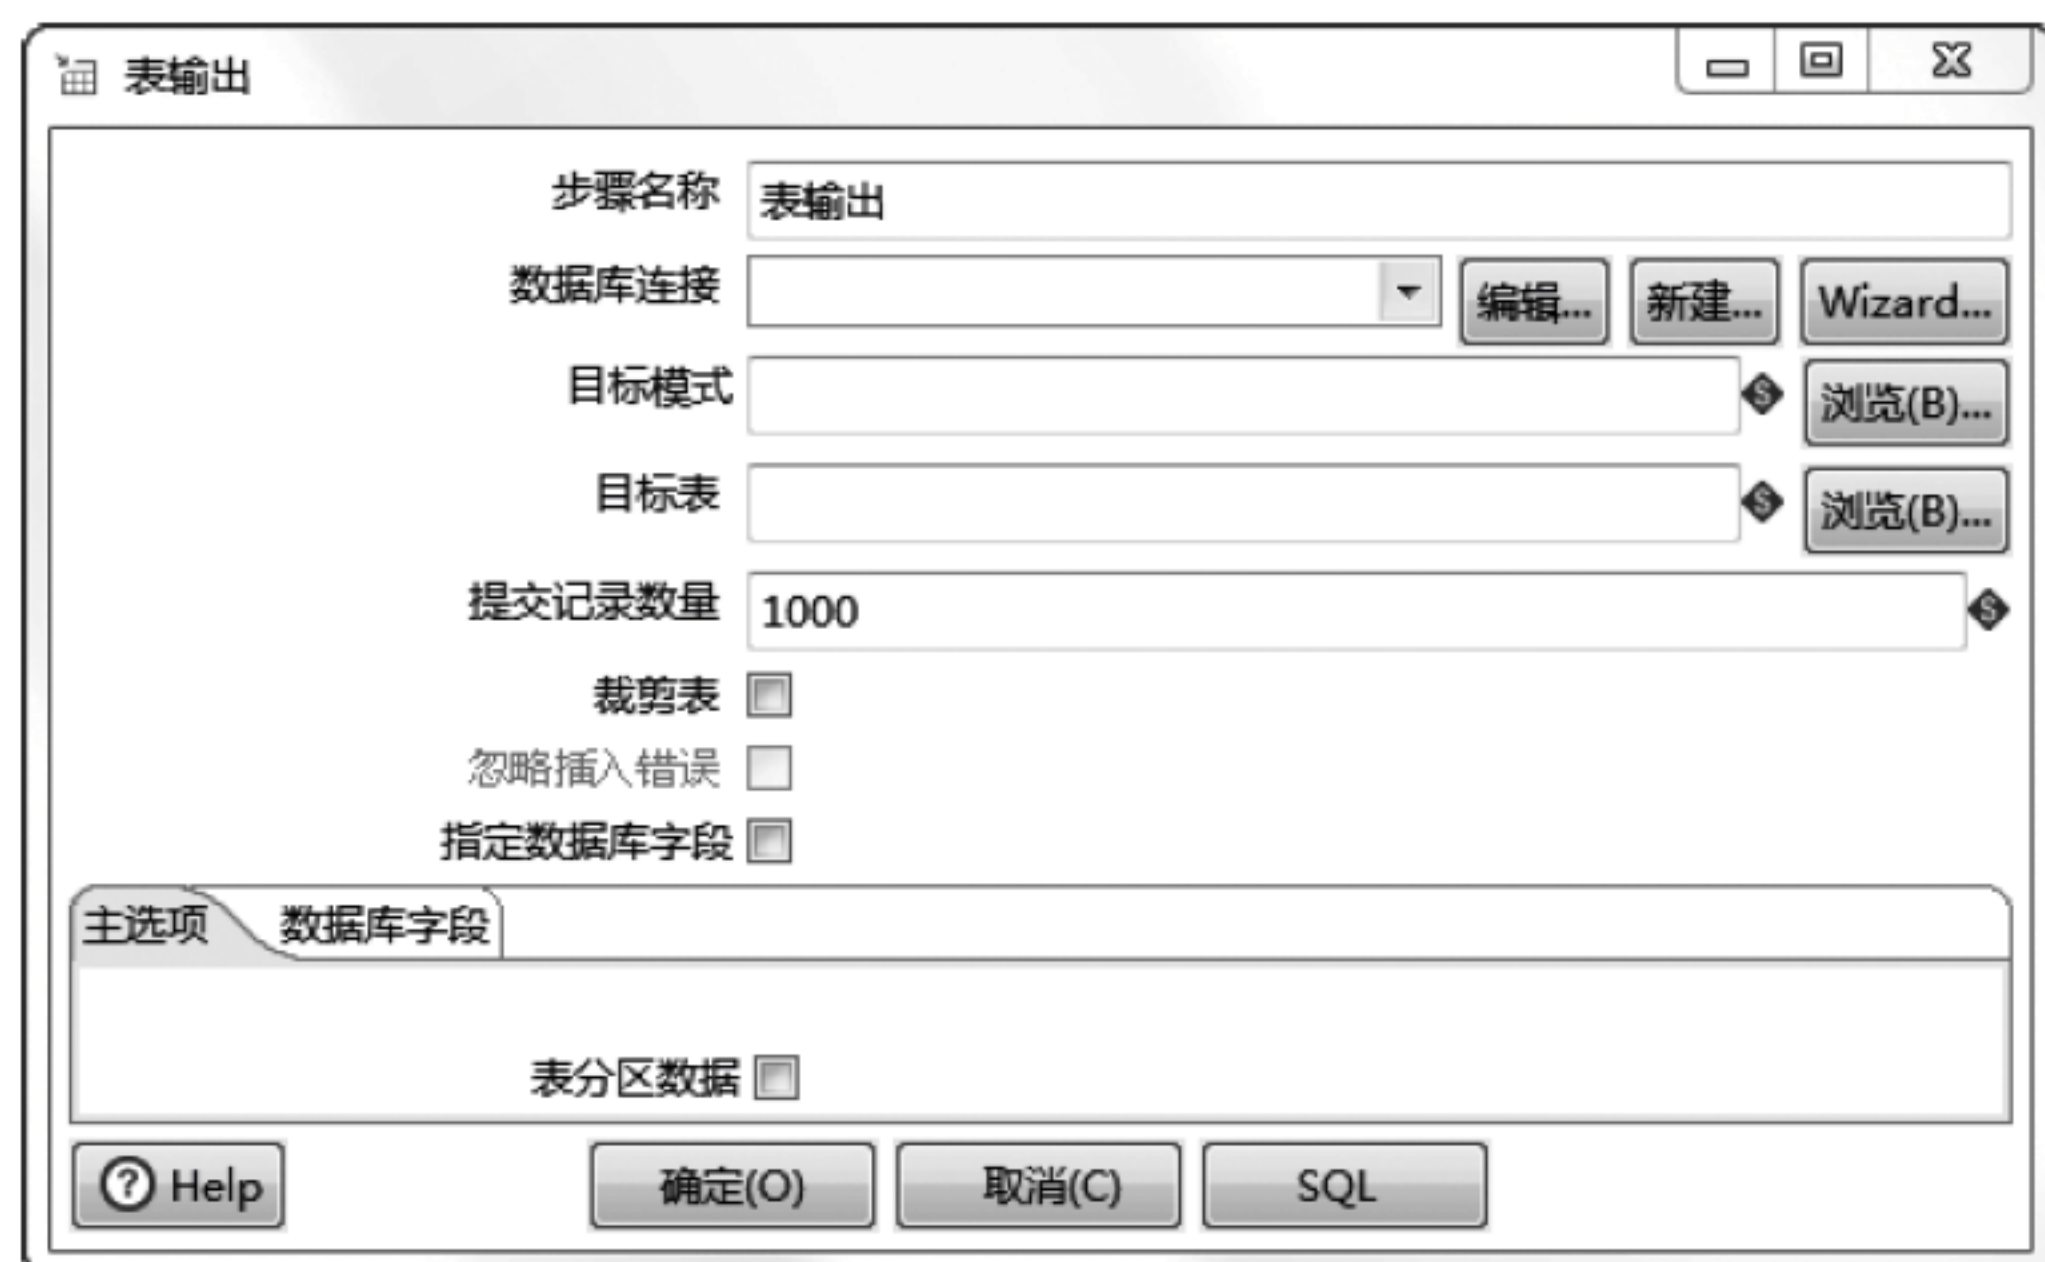 表输出
步骤名称 表输出
数据库连接 编辑... 新建... Wizard...
目标模式 浏览(B)...
目标表 浏览(B)...
提交记录数量 1000
裁剪表
忽略插入错误
指定数据库字段
主选项 数据库字段
表分区数据
Help 确定(O) 取消(C) SQL